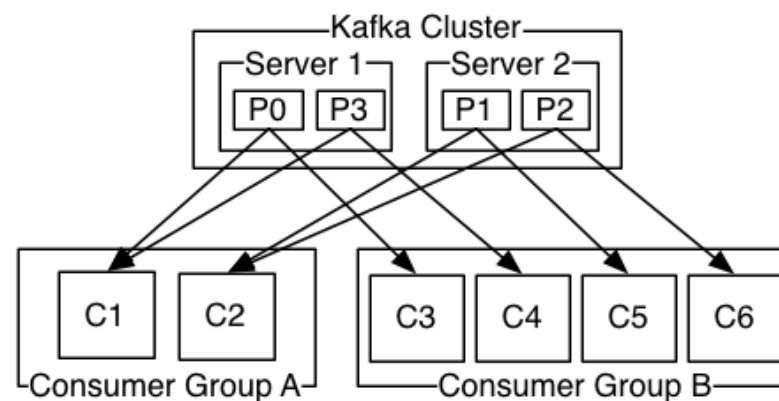 Kafka Cluster
Server 1
Server 2
P0
P3
P1
P2
C1
C2
C3
C4
C5
C6
Consumer Group A
Consumer Group B